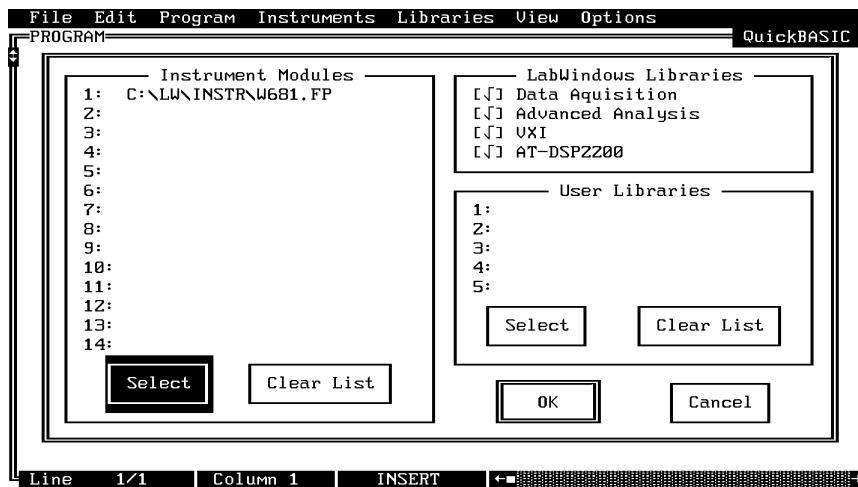 File Edit Program Instruments Libraries View Options
PROGRAM
QuickBASIC
Instrument Modules
1: C:\LW\INSTR\W681.FP
2:
3:
4:
5:
6:
7:
8:
9:
10:
11:
12:
13:
14:
Select
Clear List
LabWindows Libraries
[√] Data Aquisition
[√] Advanced Analysis
[√] VXI
[√] AT-DSP2200
User Libraries
1:
2:
3:
4:
5:
Select
Clear List
OK
Cancel
Line 1/1 Column 1 INSERT